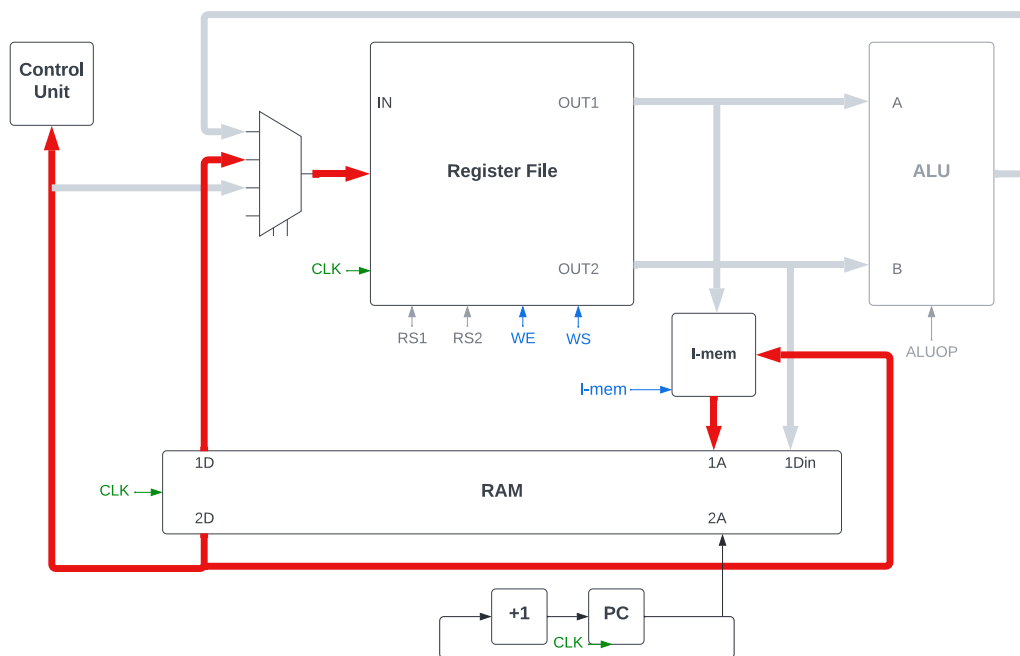 Control
Unit
IN
OUT1
A
Register File
ALU
CLK
OUT2
B
RS1
RS2
WE
WS
ALUOP
I-mem
I-mem
1D
1A
1Din
CLK
RAM
2D
2A
+1
PC
CLK